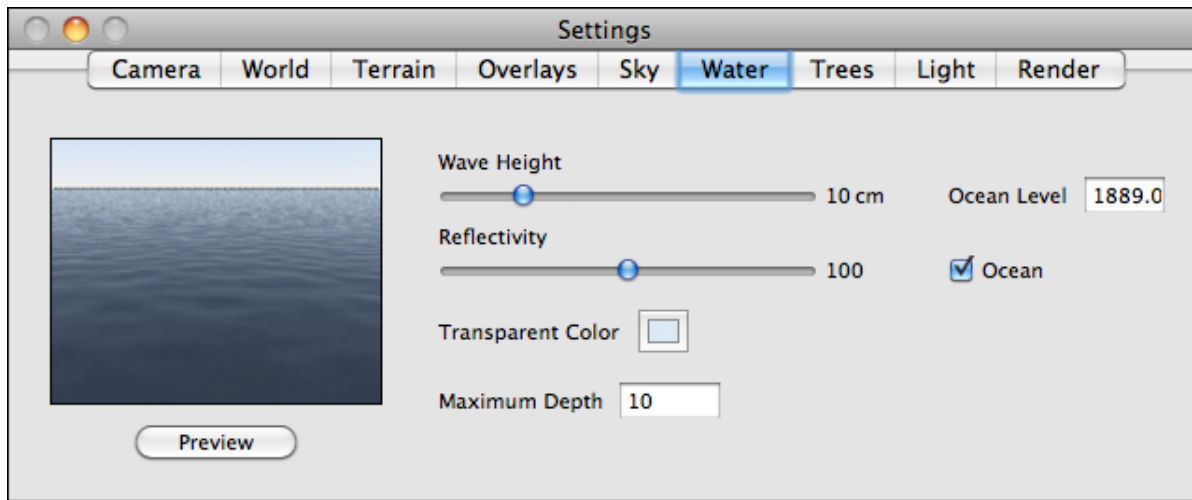 Settings
Camera World Terrain Overlays Sky Water Trees Light Render
Wave Height
10 cm Ocean Level 1889.0
Reflectivity
100 Ocean
Transparent Color
Maximum Depth 10
Preview